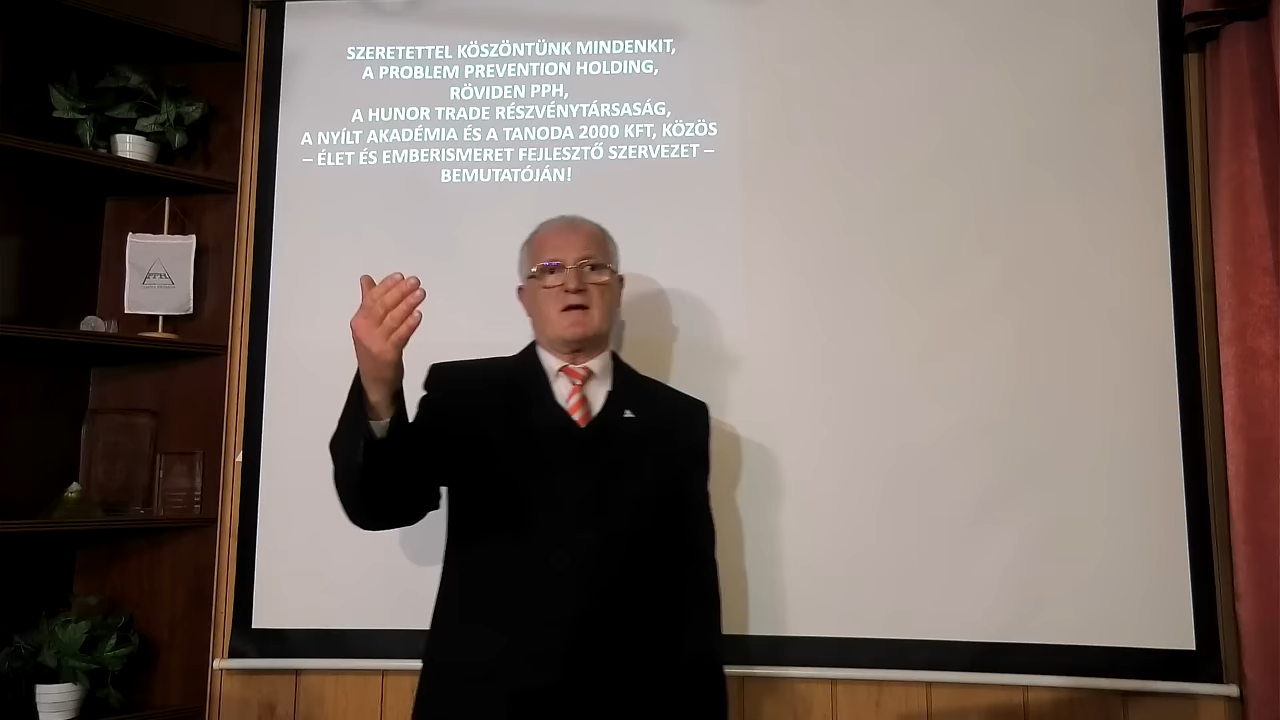 SZERETETTEL KÖSZÖNTÜNK MINDENKIT,
A PROBLEM PREVENTION HOLDING,
RÖVIDEN PPH,
A HUNOR TRADE RÉSZVÉNYTÁRSASÁG,
A NYÍLT AKADÉMIA ÉS A TANODA 2000 KFT, KÖZÖS
– ÉLET ÉS EMBERISMERET FEJLESZTŐ SZERVEZET –
BEMUTATÓJÁN!
PPH